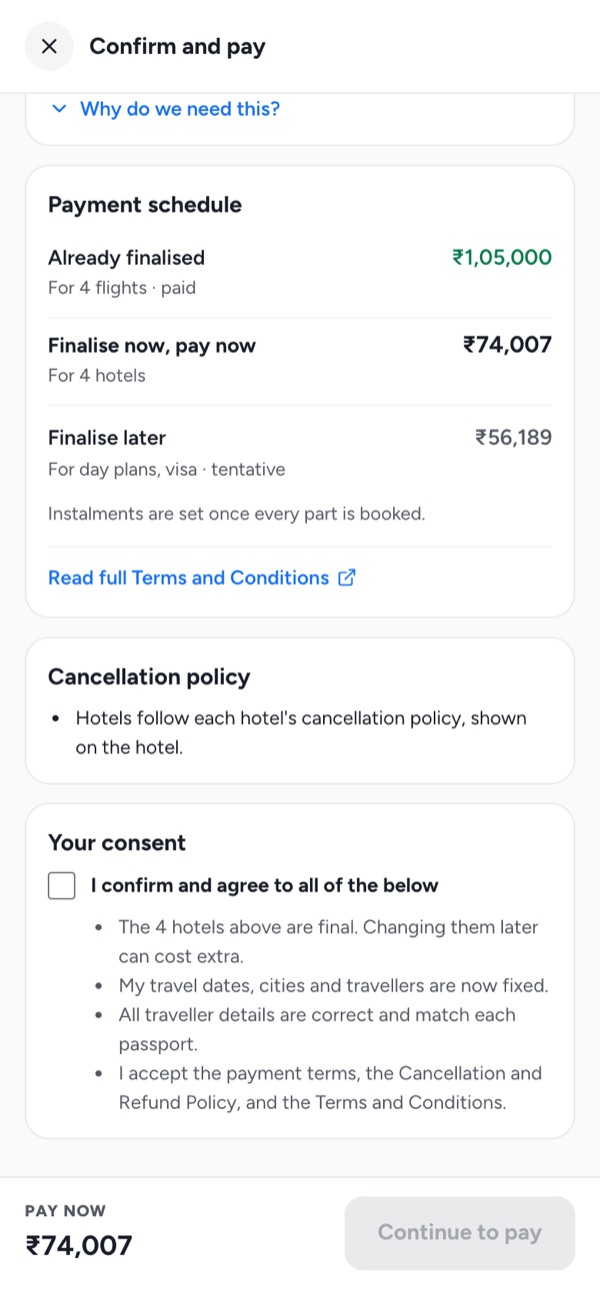 Confirm and pay
Why do we need this?
Payment schedule
Already finalised ₹1,05,000
For 4 flights · paid
Finalise now, pay now ₹74,007
For 4 hotels
Finalise later ₹56,189
For day plans, visa · tentative
Instalments are set once every part is booked.
Read full Terms and Conditions
Cancellation policy
• Hotels follow each hotel's cancellation policy, shown
on the hotel.
Your consent
I confirm and agree to all of the below
• The 4 hotels above are final. Changing them later
can cost extra.
• My travel dates, cities and travellers are now fixed.
• All traveller details are correct and match each
passport.
• I accept the payment terms, the Cancellation and
Refund Policy, and the Terms and Conditions.
PAY NOW
₹74,007
Continue to pay